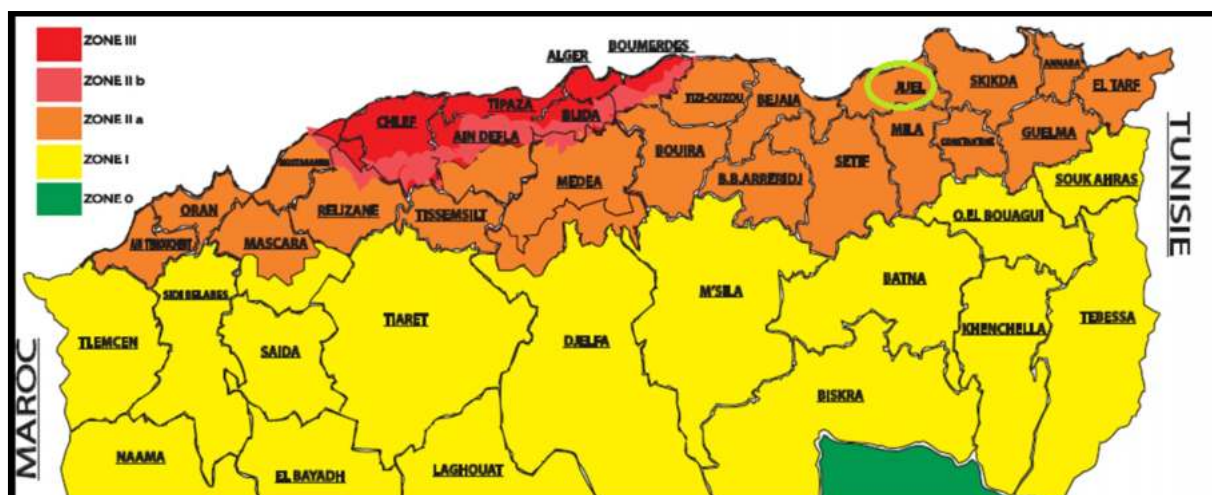 ZONE III
ZONE II b
ZONE II a
ZONE I
ZONE 0
ALGER
BOUMERDES
TIPAZA
BLIDA
CHLEF
AIN DEFLA
TIZI-OUZOU
BEJAIA
JIJEL
SKIKDA
ANNABA
EL TARF
MILA
CONSTANTINE
GUELMA
BOUIRA
SETIF
B.B.ARRERIDJ
MEDEA
SOUK AHRAS
MOSTAGANEM
ORAN
RELIZANE
TISSEMSILT
O.EL BOUAGUI
AIN TEMOUCHENT
MASCARA
SIDI BELABES
TLEMCEN
SAIDA
TIARET
DJELFA
M'SILA
BATNA
KHENCHELLA
TEBESSA
BISKRA
NAAMA
EL BAYADH
LAGHOUAT
MAROC
TUNISIE